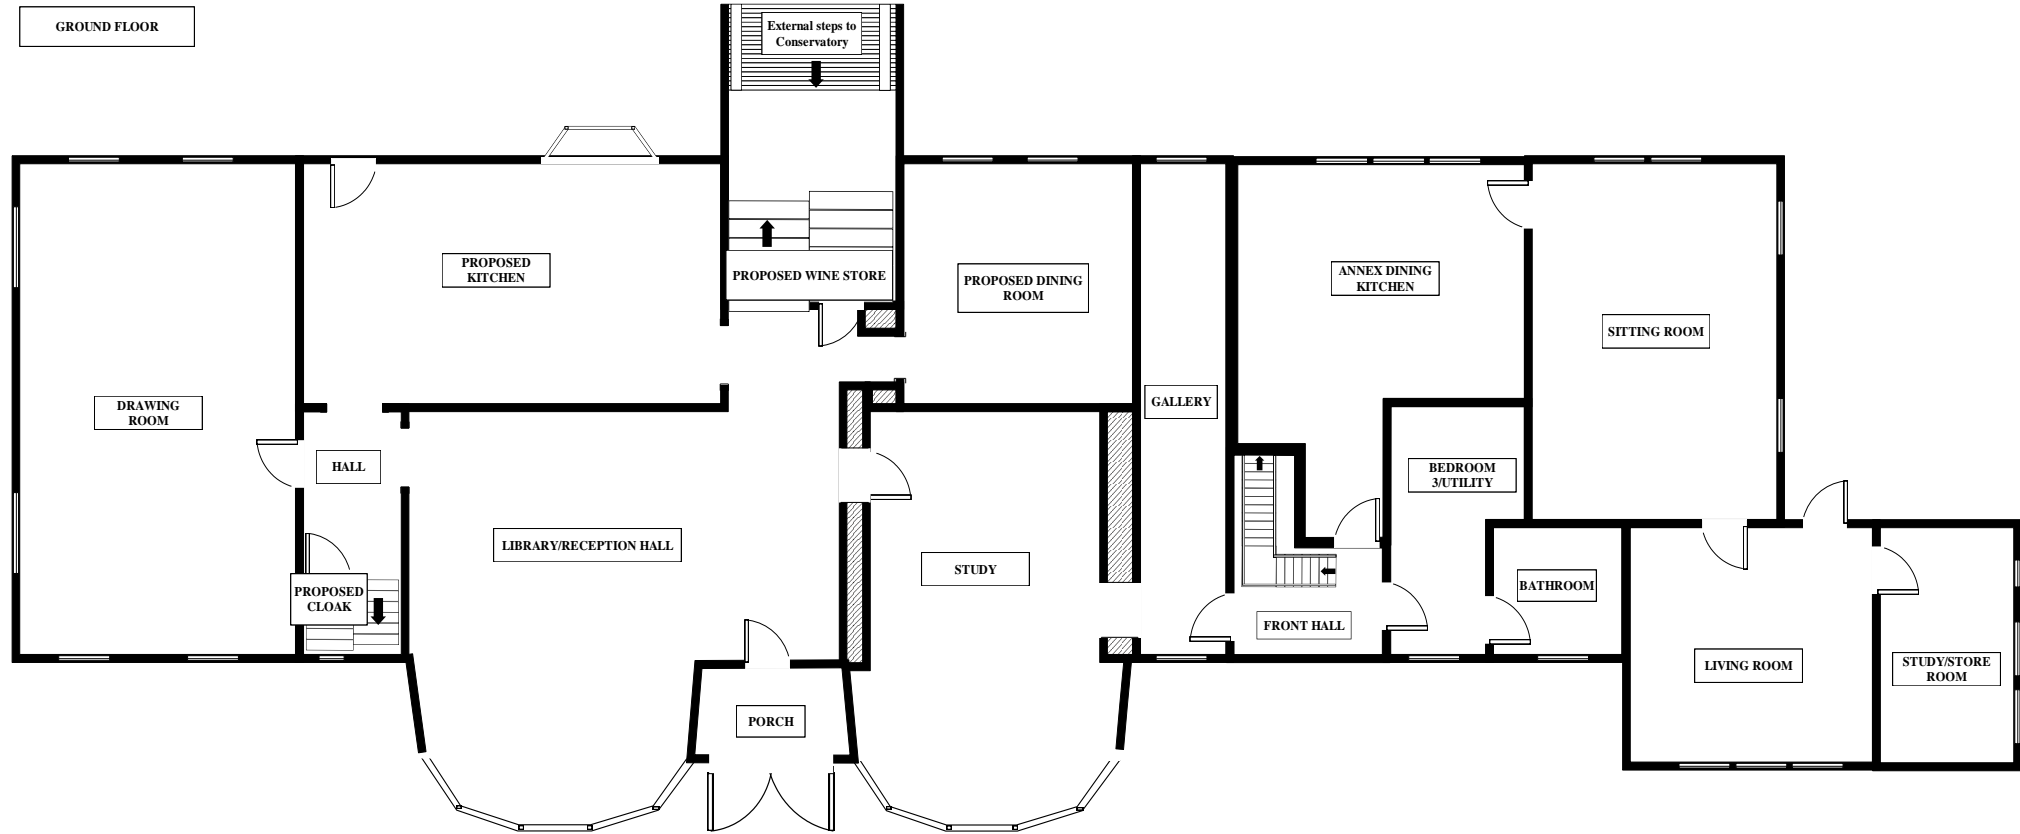 GROUND FLOOR
External steps to
Conservatory
PROPOSED
KITCHEN
PROPOSED WINE STORE
PROPOSED DINING
ROOM
ANNEX DINING
KITCHEN
SITTING ROOM
DRAWING
ROOM
GALLERY
HALL
BEDROOM
3/UTILITY
LIBRARY/RECEPTION HALL
STUDY
BATHROOM
PROPOSED
CLOAK
FRONT HALL
LIVING ROOM
STUDY/STORE
ROOM
PORCH